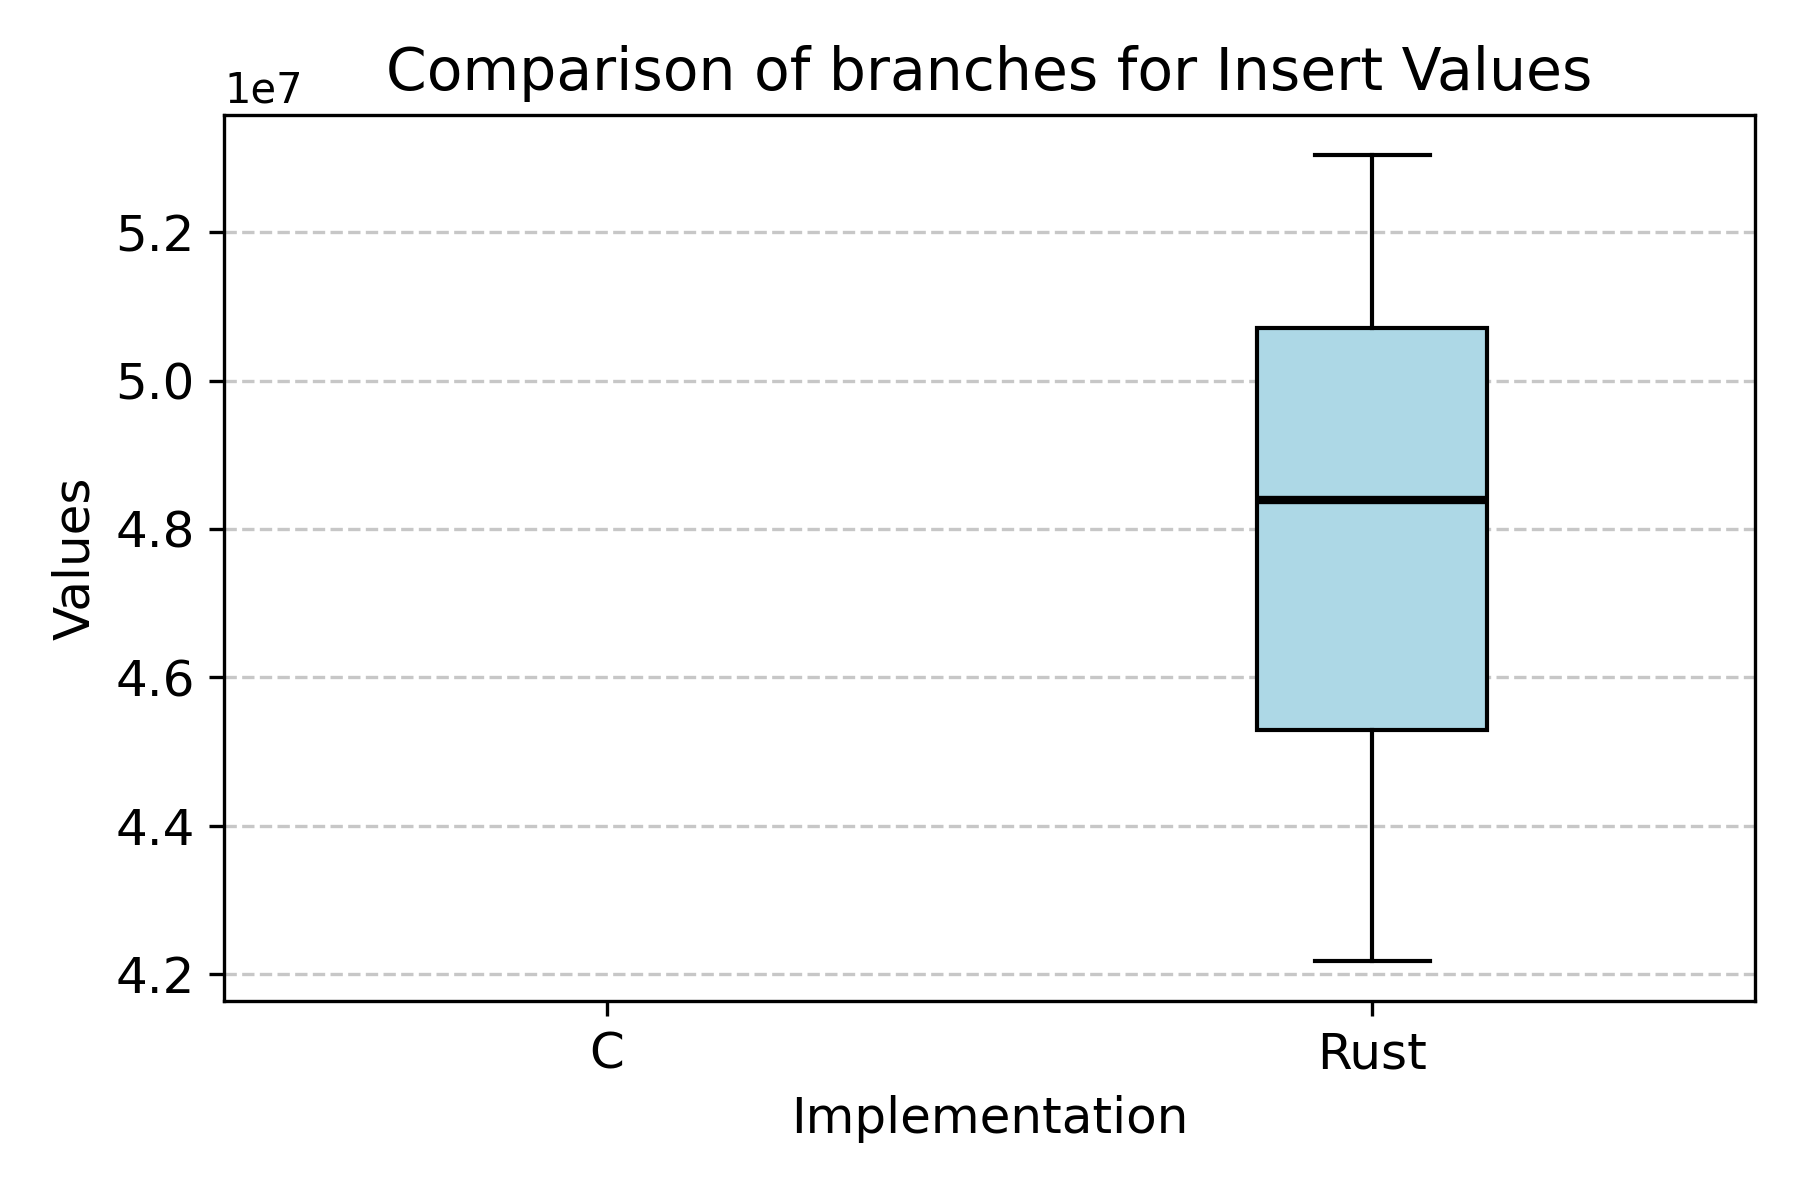 Comparison of branches for Insert Values
1e7
5.2
5.0
4.8
4.6
4.4
4.2
Values
C
Rust
Implementation